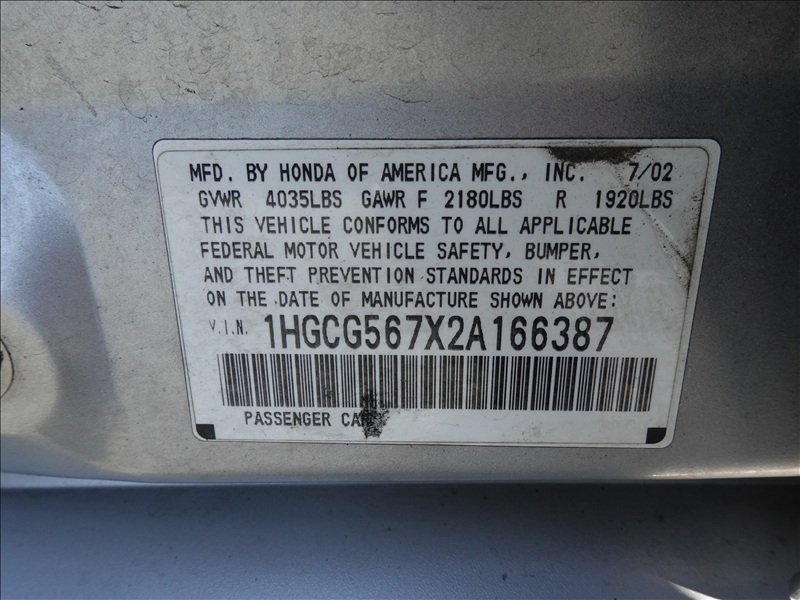 MFD. BY HONDA OF AMERICA MFG., INC. 7/02
GVWR 4035LBS GAWR F 2180LBS R 1920LBS
THIS VEHICLE CONFORMS TO ALL APPLICABLE
FEDERAL MOTOR VEHICLE SAFETY, BUMPER,
AND THEFT PREVENTION STANDARDS IN EFFECT
ON THE DATE OF MANUFACTURE SHOWN ABOVE:
V.I.N. 1HGCG567X2A166387
PASSENGER CAR